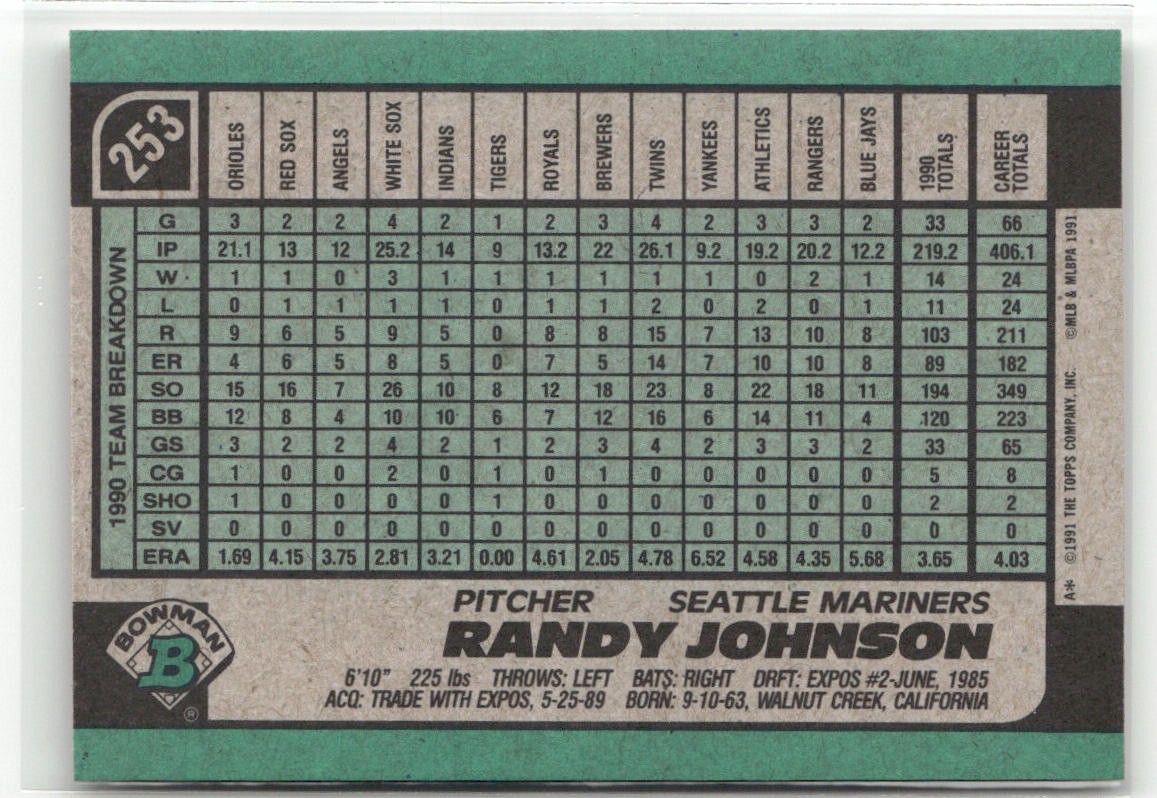 253
ORIOLES RED SOX ANGELS WHITE SOX INDIANS TIGERS ROYALS BREWERS TWINS YANKEES ATHLETICS RANGERS BLUE JAYS 1990 TOTALS CAREER TOTALS
1990 TEAM BREAKDOWN
G 3 2 2 4 2 1 2 3 4 2 3 3 2 33 66
IP 21.1 13 12 25.2 14 9 13.2 22 26.1 9.2 19.2 20.2 12.2 219.2 406.1
W 1 1 0 3 1 1 1 1 1 1 0 2 1 14 24
L 0 1 1 1 1 0 1 1 2 0 2 0 1 11 24
R 9 6 5 9 5 0 8 8 15 7 13 10 8 103 211
ER 4 6 5 8 5 0 7 5 14 7 10 10 8 89 182
SO 15 16 7 26 10 8 12 18 23 8 22 18 11 194 349
BB 12 8 4 10 10 6 7 12 16 6 14 11 4 120 223
GS 3 2 2 4 2 1 2 3 4 2 3 3 2 33 65
CG 1 0 0 2 0 1 0 1 0 0 0 0 0 5 8
SHO 1 0 0 0 0 1 0 0 0 0 0 0 0 2 2
SV 0 0 0 0 0 0 0 0 0 0 0 0 0 0 0
ERA 1.69 4.15 3.75 2.81 3.21 0.00 4.61 2.05 4.78 6.52 4.58 4.35 5.68 3.65 4.03
A* ©1991 THE TOPPS COMPANY, INC. ©MLB & MLBPA 1991
BOWMAN
B
®
PITCHER SEATTLE MARINERS
RANDY JOHNSON
6'10" 225 lbs THROWS: LEFT BATS: RIGHT DRFT: EXPOS #2-JUNE, 1985
ACQ: TRADE WITH EXPOS, 5-25-89 BORN: 9-10-63, WALNUT CREEK, CALIFORNIA